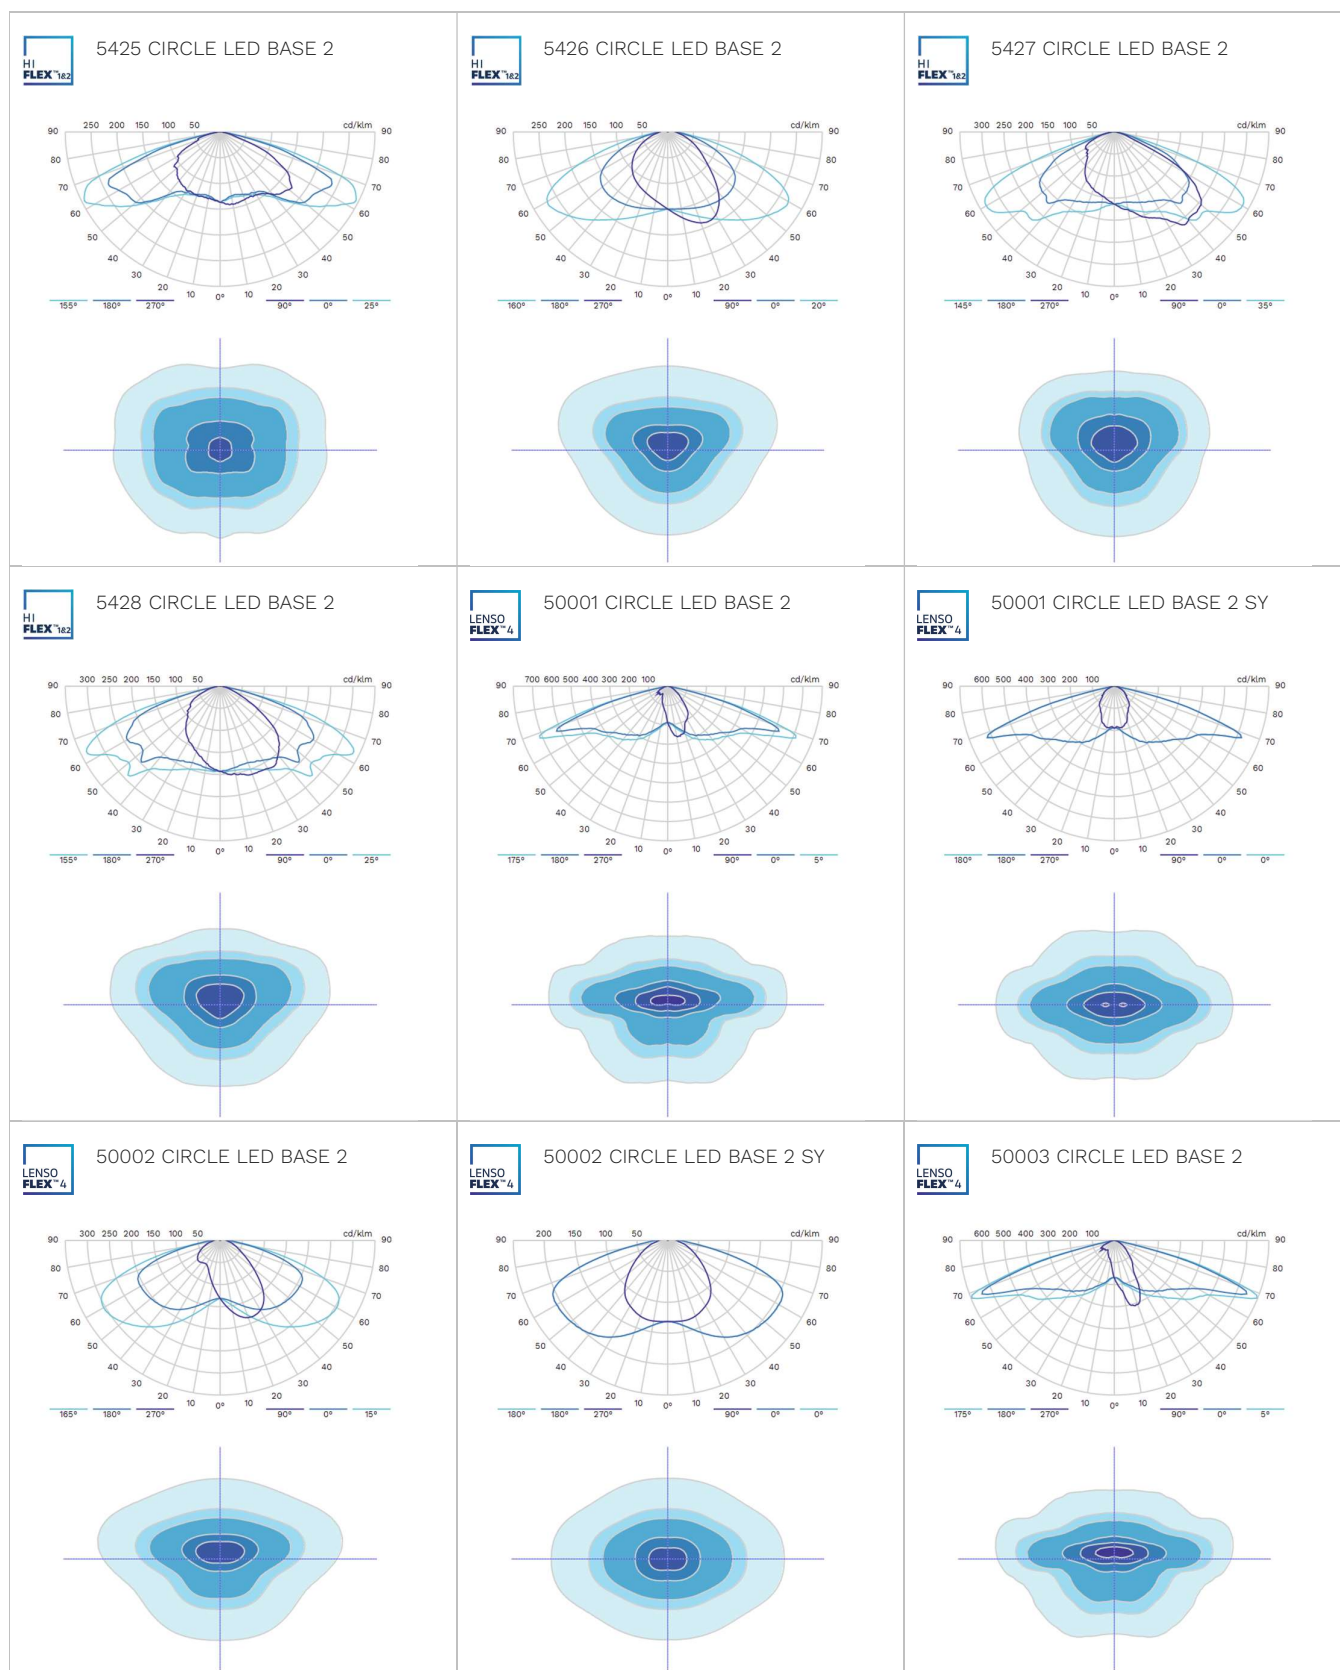 HI
FLEX™1&2
5425 CIRCLE LED BASE 2
90 250 200 150 100 50 cd/klm 90
80 80
70 70
60 60
50 50
40 40
30 30
20 10 0° 10 20
155° 180° 270° 90° 0° 25°
HI
FLEX™1&2
5426 CIRCLE LED BASE 2
90 250 200 150 100 50 cd/klm 90
80 80
70 70
60 60
50 50
40 40
30 30
20 10 0° 10 20
160° 180° 270° 90° 0° 20°
HI
FLEX™1&2
5427 CIRCLE LED BASE 2
90 300 250 200 150 100 50 cd/klm 90
80 80
70 70
60 60
50 50
40 40
30 30
20 10 0° 10 20
145° 180° 270° 90° 0° 35°
HI
FLEX™1&2
5428 CIRCLE LED BASE 2
90 300 250 200 150 100 50 cd/klm 90
80 80
70 70
60 60
50 50
40 40
30 30
20 10 0° 10 20
155° 180° 270° 90° 0° 25°
LENSO
FLEX™4
50001 CIRCLE LED BASE 2
90 700 600 500 400 300 200 100 cd/klm 90
80 80
70 70
60 60
50 50
40 40
30 30
20 10 0° 10 20
175° 180° 270° 90° 0° 5°
LENSO
FLEX™4
50001 CIRCLE LED BASE 2 SY
90 600 500 400 300 200 100 cd/klm 90
80 80
70 70
60 60
50 50
40 40
30 30
20 10 0° 10 20
180° 180° 270° 90° 0° 0°
LENSO
FLEX™4
50002 CIRCLE LED BASE 2
90 300 250 200 150 100 50 cd/klm 90
80 80
70 70
60 60
50 50
40 40
30 30
20 10 0° 10 20
165° 180° 270° 90° 0° 15°
LENSO
FLEX™4
50002 CIRCLE LED BASE 2 SY
90 200 150 100 50 cd/klm 90
80 80
70 70
60 60
50 50
40 40
30 30
20 10 0° 10 20
180° 180° 270° 90° 0° 0°
LENSO
FLEX™4
50003 CIRCLE LED BASE 2
90 600 500 400 300 200 100 cd/klm 90
80 80
70 70
60 60
50 50
40 40
30 30
20 10 0° 10 20
175° 180° 270° 90° 0° 5°